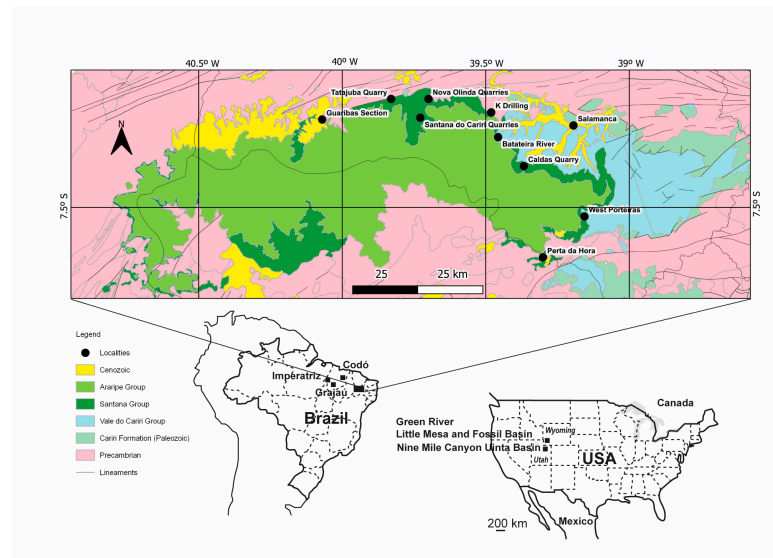 40.5° W
40° W
39.5° W
39° W
Tatajuba Quarry
Nova Olinda Quarries
K Drilling
Guaribas Section
Santana do Cariri Quarries
Salamanca
N
Batateira River
Caldas Quarry
7.5° S
7.5° S
West Porteiras
Perta da Hora
25
25 km
Legend
Localities
Cenozoic
Araripe Group
Santana Group
Vale do Cariri Group
Cariri Formation (Paleozoic)
Precambrian
Lineaments
Codó
Imperatriz
Grajaú
Brazil
Canada
Green River
Little Mesa and Fossil Basin
Wyoming
Nine Mile Canyon Uinta Basin
USA
Utah
200 km
Mexico